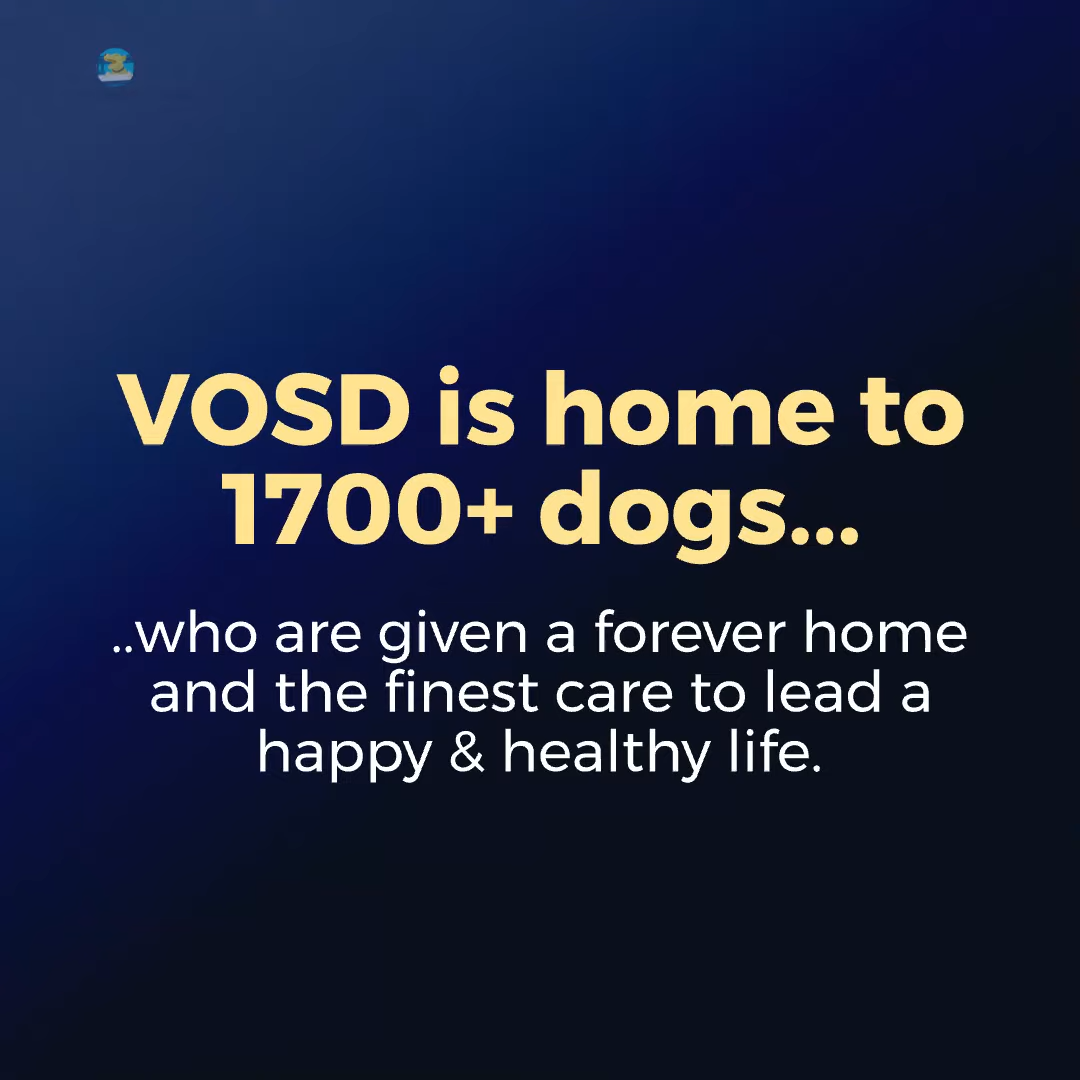 VOSD is home to
1700+ dogs...
..who are given a forever home
and the finest care to lead a
happy & healthy life.